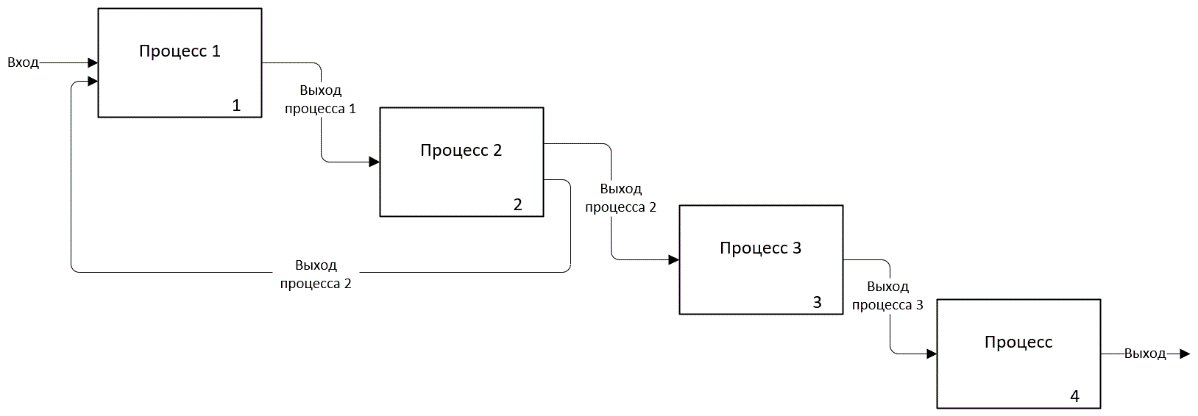 Процесс 1
Вход
1
Выход
процесса 1
Процесс 2
2
Выход
процесса 2
Выход
процесса 2
Процесс 3
3
Выход
процесса 3
Процесс
4
Выход